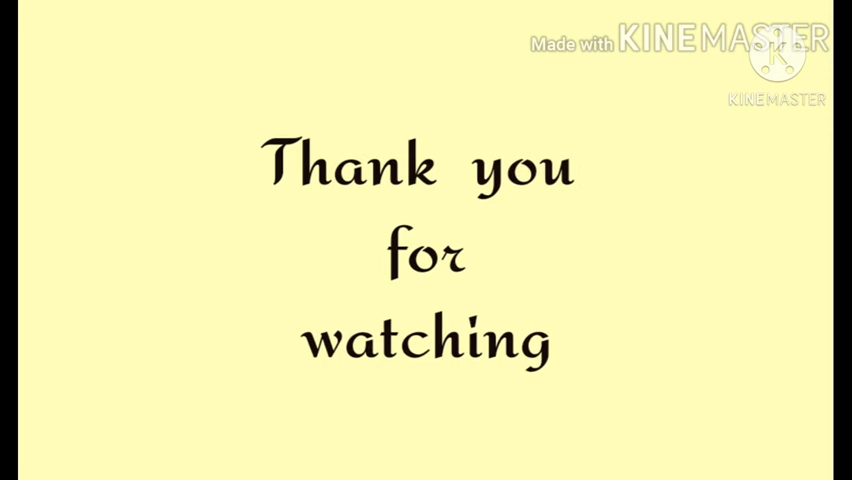 Made with KINEMASTER
K
KINEMASTER
Thank you
for
watching